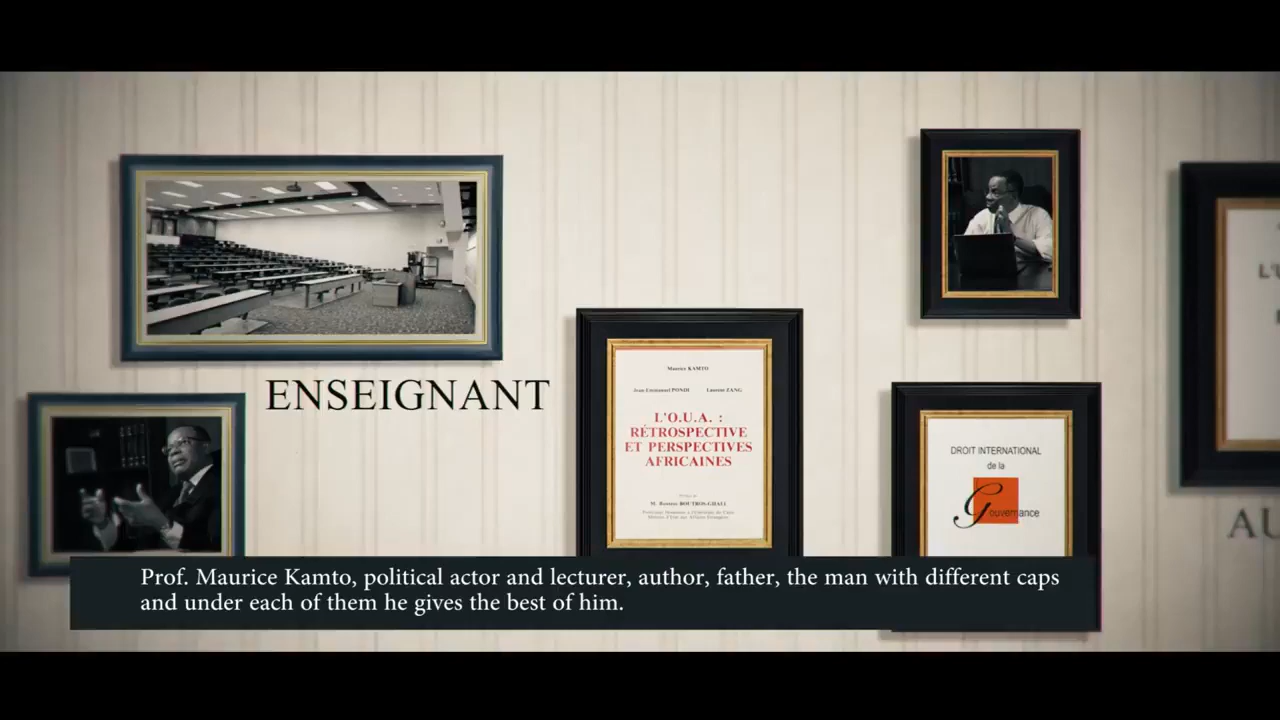 ENSEIGNANT
Maurice KAMTO
Jean Emmanuel PONDI Laurent ZANG
L'O.U.A. :
RÉTROSPECTIVE
ET PERSPECTIVES
AFRICAINES
M. Boutros BOUTROS-GHALI
DROIT INTERNATIONAL
de la
Gouvernance
L'
AU
Prof. Maurice Kamto, political actor and lecturer, author, father, the man with different caps
and under each of them he gives the best of him.